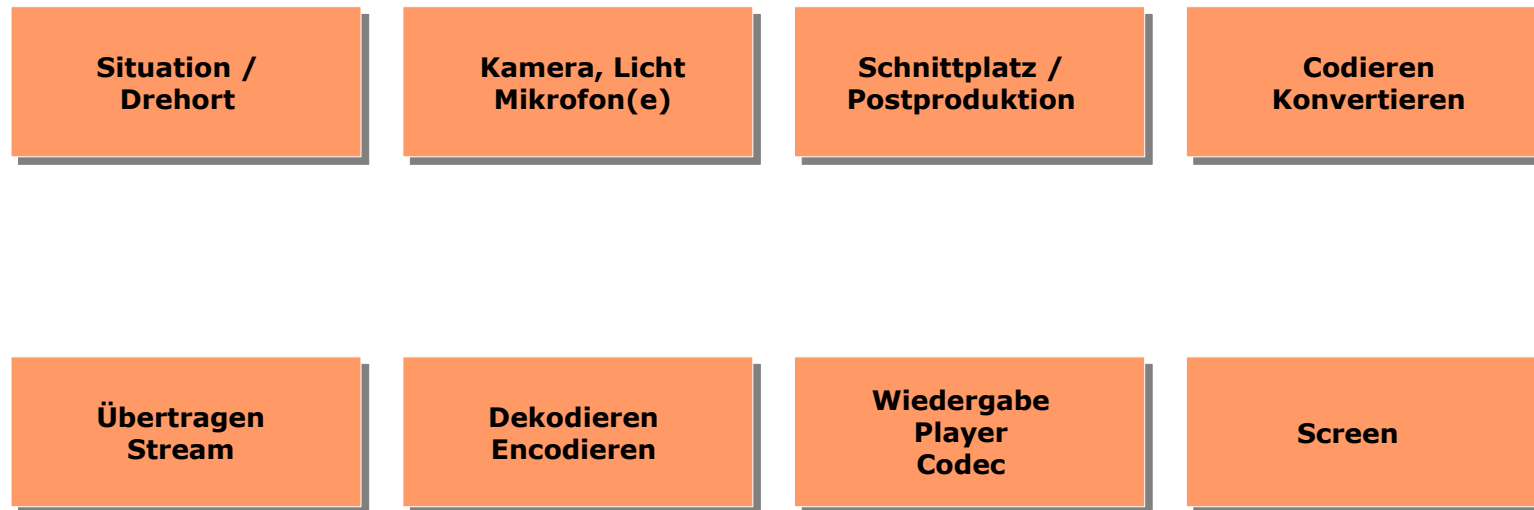 Situation /
Drehort
Kamera, Licht
Mikrofon(e)
Schnittplatz /
Postproduktion
Codieren
Konvertieren
Übertragen
Stream
Dekodieren
Encodieren
Wiedergabe
Player
Codec
Screen